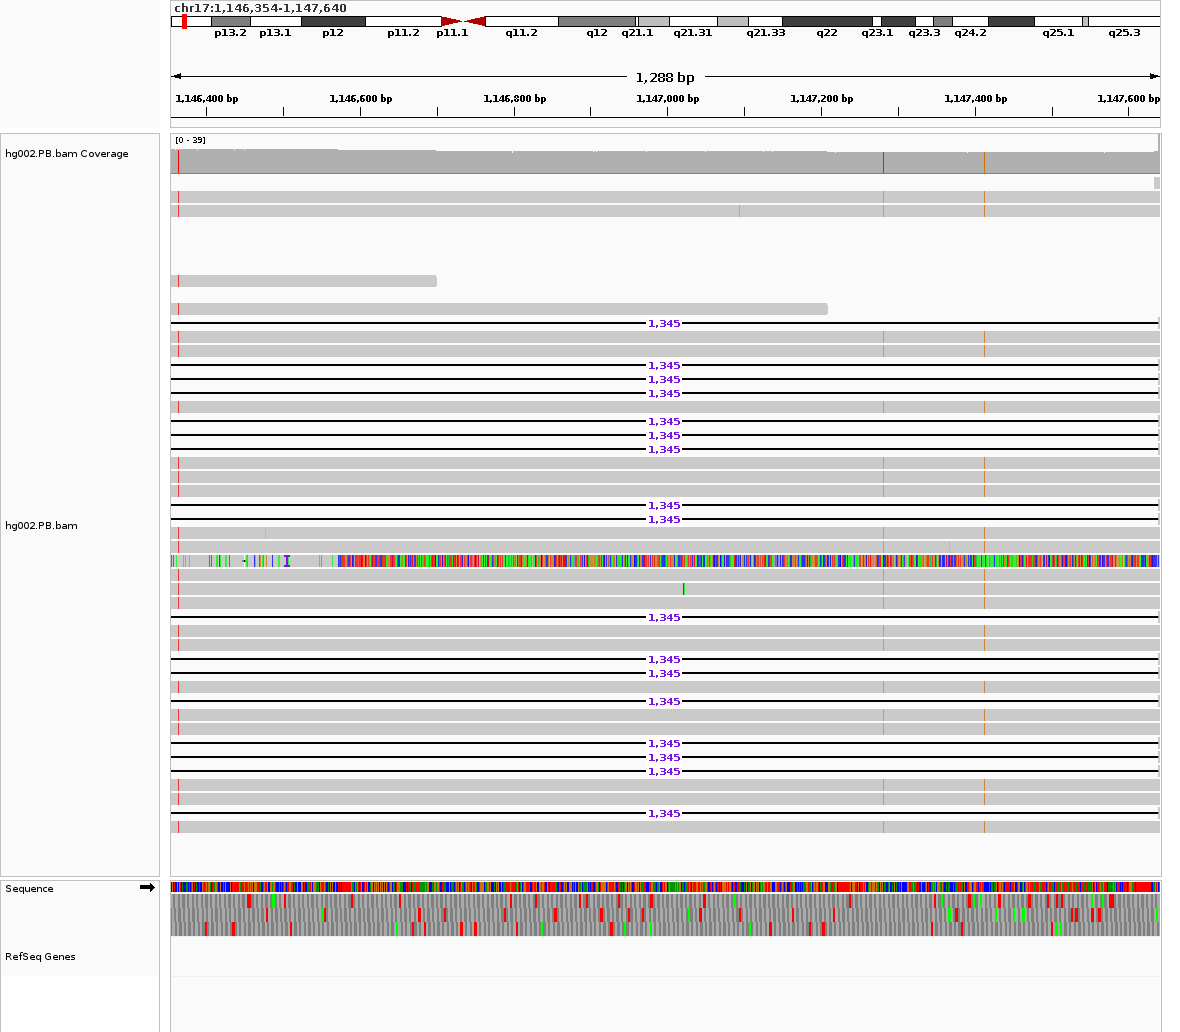 chr17:1,146,354-1,147,640
p13.2 p13.1 p12 p11.2 p11.1 q11.2 q12 q21.1 q21.31 q21.33 q22 q23.1 q23.3 q24.2 q25.1 q25.3
1,288 bp
1,146,400 bp 1,146,600 bp 1,146,800 bp 1,147,000 bp 1,147,200 bp 1,147,400 bp 1,147,600 bp
[0 - 39]
hg002.PB.bam Coverage
1,345
1,345
1,345
1,345
1,345
1,345
1,345
1,345
1,345
hg002.PB.bam
1,345
1,345
1,345
1,345
1,345
1,345
1,345
1,345
Sequence
RefSeq Genes